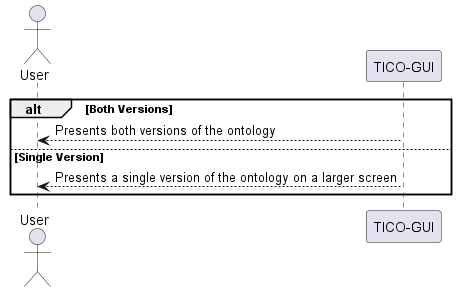 User
TICO-GUI
alt [Both Versions]
Presents both versions of the ontology
[Single Version]
Presents a single version of the ontology on a larger screen
User
TICO-GUI